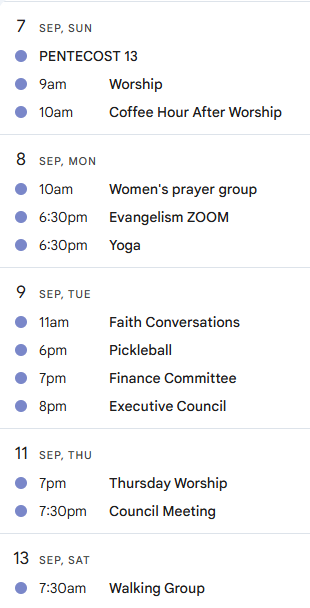 7 SEP, SUN
PENTECOST 13
9am Worship
10am Coffee Hour After Worship
8 SEP, MON
10am Women's prayer group
6:30pm Evangelism ZOOM
6:30pm Yoga
9 SEP, TUE
11am Faith Conversations
6pm Pickleball
7pm Finance Committee
8pm Executive Council
11 SEP, THU
7pm Thursday Worship
7:30pm Council Meeting
13 SEP, SAT
7:30am Walking Group